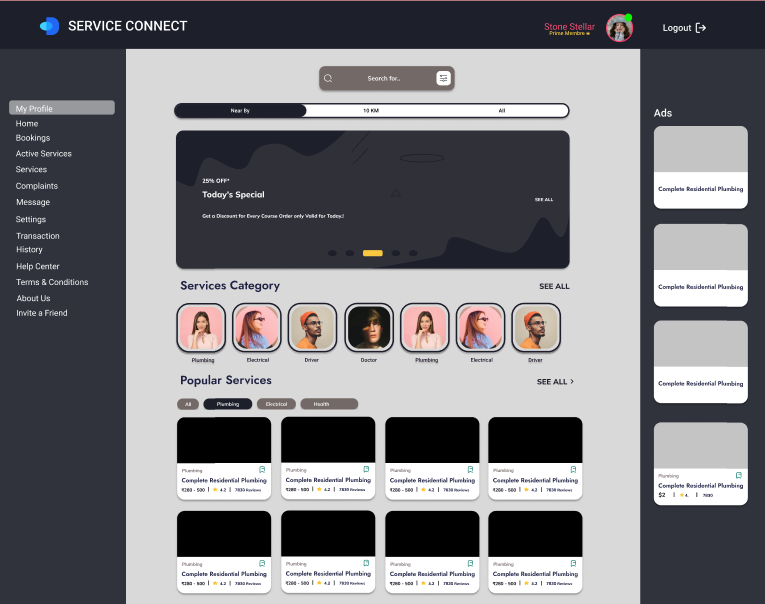 SERVICE CONNECT
Stone Stellar
Prime Membre
Logout
My Profile
Home
Bookings
Active Services
Services
Complaints
Message
Settings
Transaction
History
Help Center
Terms & Conditions
About Us
Invite a Friend
Search for..
Near By 10 KM All
25% OFF*
Today's Special
SEE ALL
Get a Discount for Every Course Order only Valid for Today.!
Services Category SEE ALL
Plumbing Electrical Driver Doctor Plumbing Electrical Driver
Popular Services SEE ALL >
All Plumbing Electrical Health
Plumbing Plumbing Plumbing Plumbing
Complete Residential Plumbing Complete Residential Plumbing Complete Residential Plumbing Complete Residential Plumbing
₹280 - 500 | 4.2 | 7830 Reviews ₹280 - 500 | 4.2 | 7830 Reviews ₹280 - 500 | 4.2 | 7830 Reviews ₹280 - 500 | 4.2 | 7830 Reviews
Plumbing Plumbing Plumbing Plumbing
Complete Residential Plumbing Complete Residential Plumbing Complete Residential Plumbing Complete Residential Plumbing
₹280 - 500 | 4.2 | 7830 Reviews ₹280 - 500 | 4.2 | 7830 Reviews ₹280 - 500 | 4.2 | 7830 Reviews ₹280 - 500 | 4.2 | 7830 Reviews
Ads
Complete Residential Plumbing
Complete Residential Plumbing
Complete Residential Plumbing
Plumbing
Complete Residential Plumbing
$2 | 4. | 7830